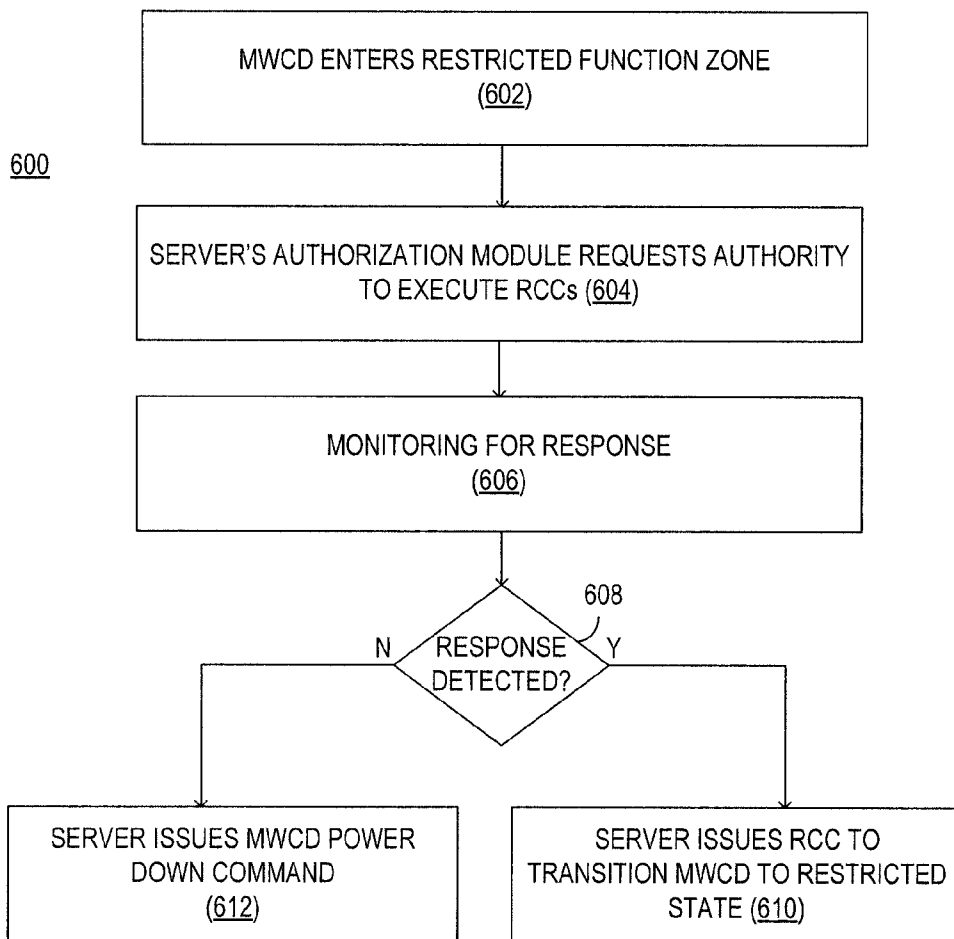 MWCD ENTERS RESTRICTED FUNCTION ZONE
(602)
600
SERVER'S AUTHORIZATION MODULE REQUESTS AUTHORITY
TO EXECUTE RCCs (604)
MONITORING FOR RESPONSE
(606)
608
N
RESPONSE
DETECTED?
Y
SERVER ISSUES MWCD POWER
DOWN COMMAND
(612)
SERVER ISSUES RCC TO
TRANSITION MWCD TO RESTRICTED
STATE (610)